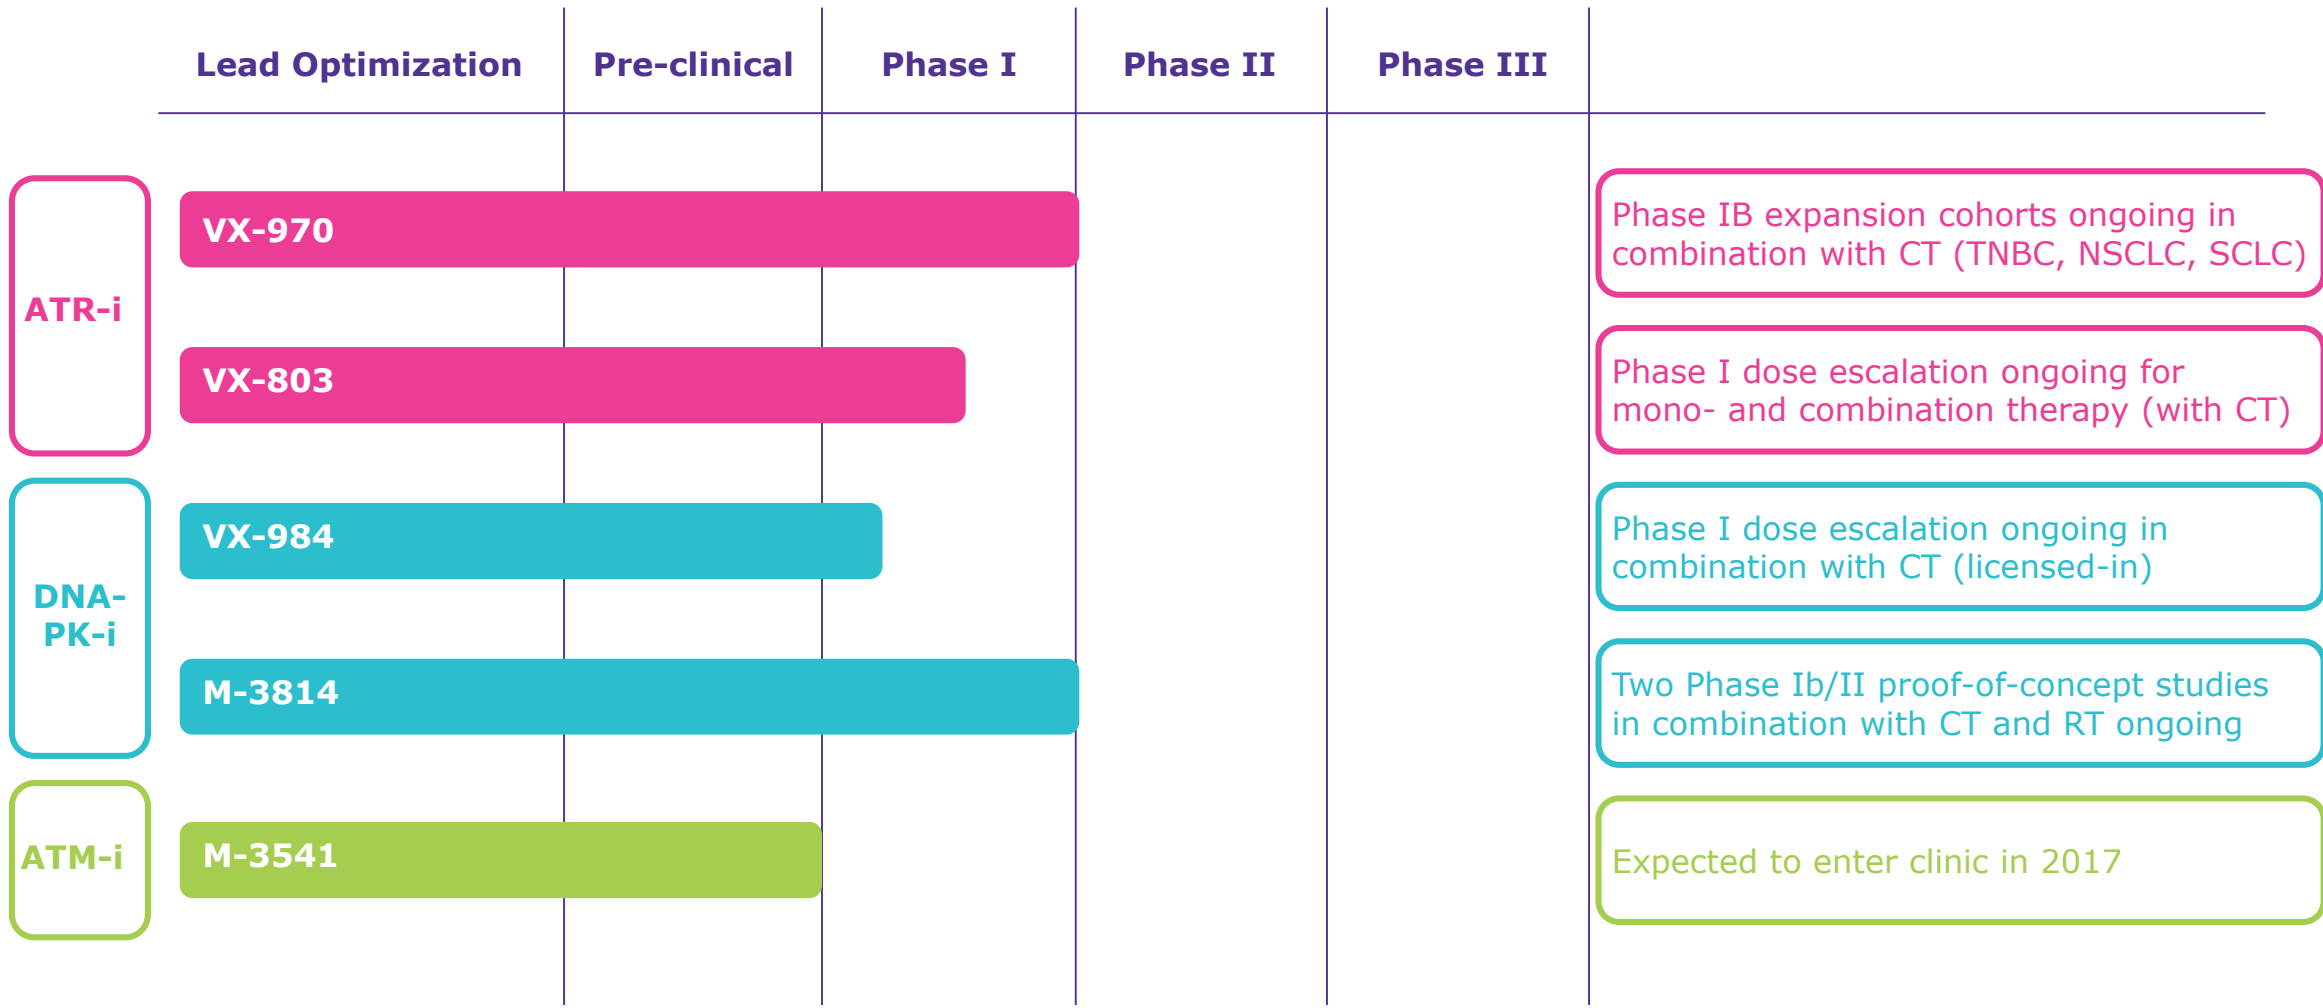 Lead Optimization
Pre-clinical
Phase I
Phase II
Phase III
ATR-i
VX-970
Phase IB expansion cohorts ongoing in
combination with CT (TNBC, NSCLC, SCLC)
VX-803
Phase I dose escalation ongoing for
mono- and combination therapy (with CT)
DNA-
PK-i
VX-984
Phase I dose escalation ongoing in
combination with CT (licensed-in)
M-3814
Two Phase Ib/II proof-of-concept studies
in combination with CT and RT ongoing
ATM-i
M-3541
Expected to enter clinic in 2017